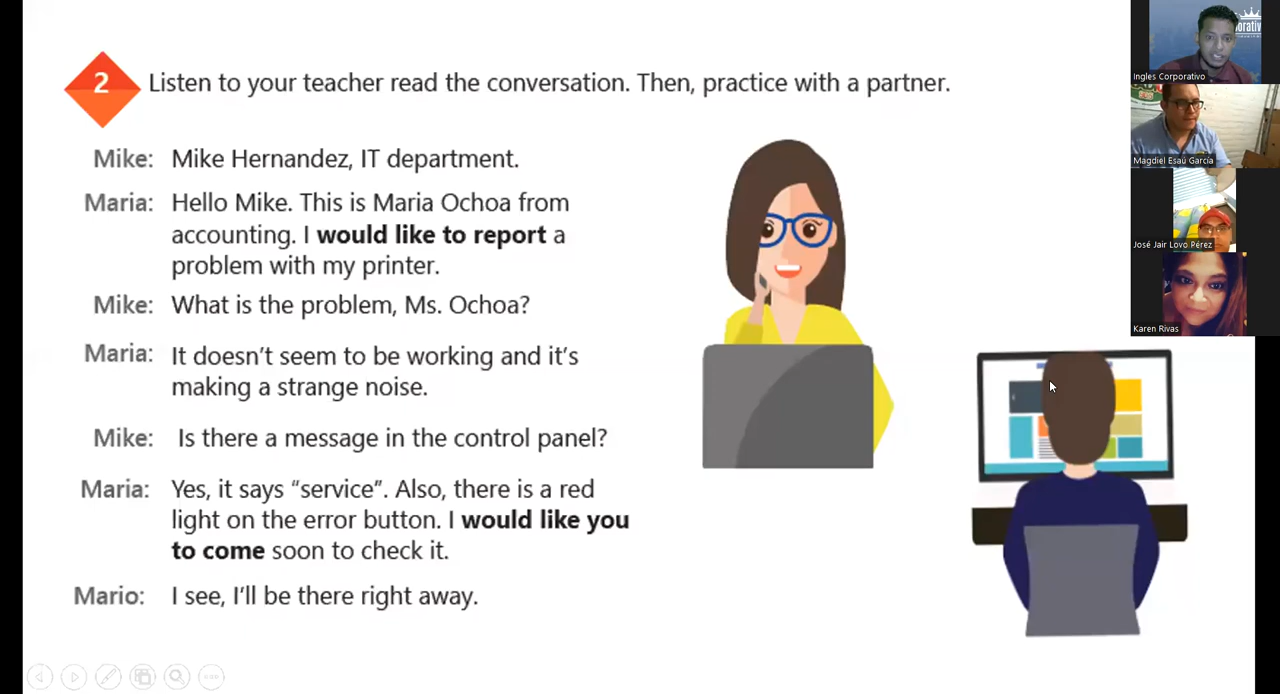 2
Listen to your teacher read the conversation. Then, practice with a partner.
Mike: Mike Hernandez, IT department.
Maria: Hello Mike. This is Maria Ochoa from
accounting. I would like to report a
problem with my printer.
Mike: What is the problem, Ms. Ochoa?
Maria: It doesn't seem to be working and it's
making a strange noise.
Mike: Is there a message in the control panel?
Maria: Yes, it says “service”. Also, there is a red
light on the error button. I would like you
to come soon to check it.
Mario: I see, I'll be there right away.
orativ
Ingles Corporativo
Magdiel Esaú García
José Jair Lovo Pérez
Karen Rivas